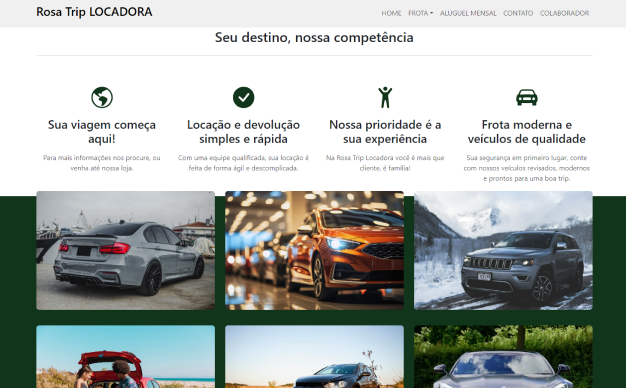 Rosa Trip LOCADORA
HOME FROTA ALUGUEL MENSAL CONTATO COLABORADOR
Seu destino, nossa competência
Sua viagem começa
aqui!
Para mais informações nos procure, ou
venha até nossa loja.
Locação e devolução
simples e rápida
Com uma equipe qualificada, sua locação é
feita de forma ágil e descomplicada.
Nossa prioridade é a
sua experiência
Na Rosa Trip Locadora você é mais que
cliente, é família!
Frota moderna e
veículos de qualidade
Sua segurança em primeiro lugar, conte
com nossos veículos revisados, modernos
e prontos para uma boa trip.